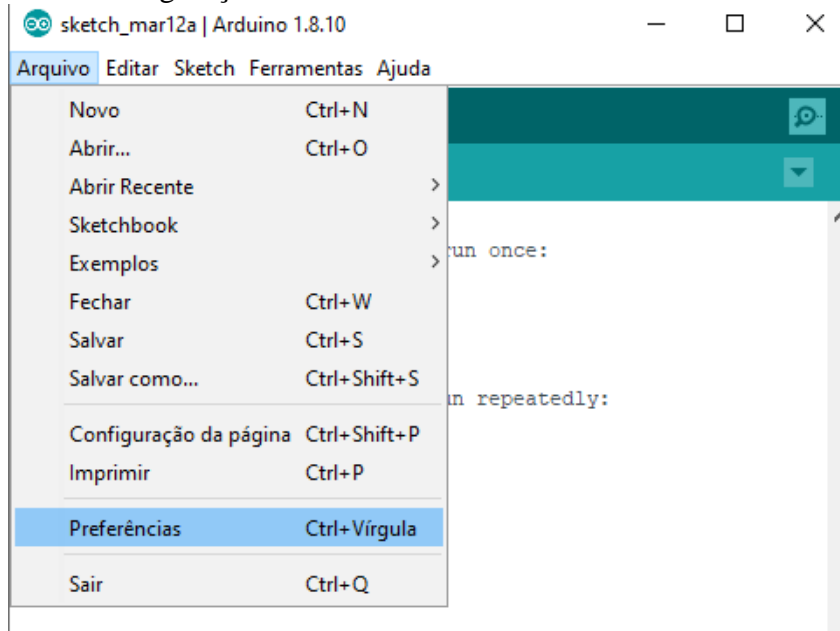 sketch_mar12a | Arduino 1.8.10
Arquivo Editar Sketch Ferramentas Ajuda
Novo Ctrl+N
Abrir... Ctrl+O
Abrir Recente
Sketchbook
run once:
Exemplos
Fechar Ctrl+W
Salvar Ctrl+S
Salvar como... Ctrl+Shift+S
repeatedly:
Configuração da página Ctrl+Shift+P
Imprimir Ctrl+P
Preferências Ctrl+Vírgula
Sair Ctrl+Q